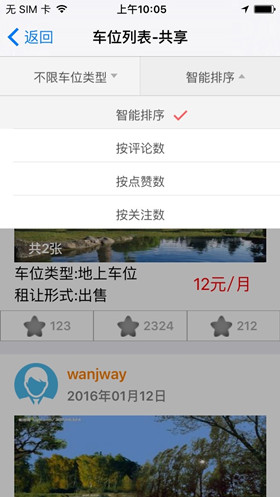 无 SIM 卡
上午10:05
返回
车位列表-共享
不限车位类型
智能排序
智能排序
按评论数
按点赞数
按关注数
共2张
车位类型:地上车位
租让形式:出售
12元/月
123
2324
212
wanjway
2016年01月12日